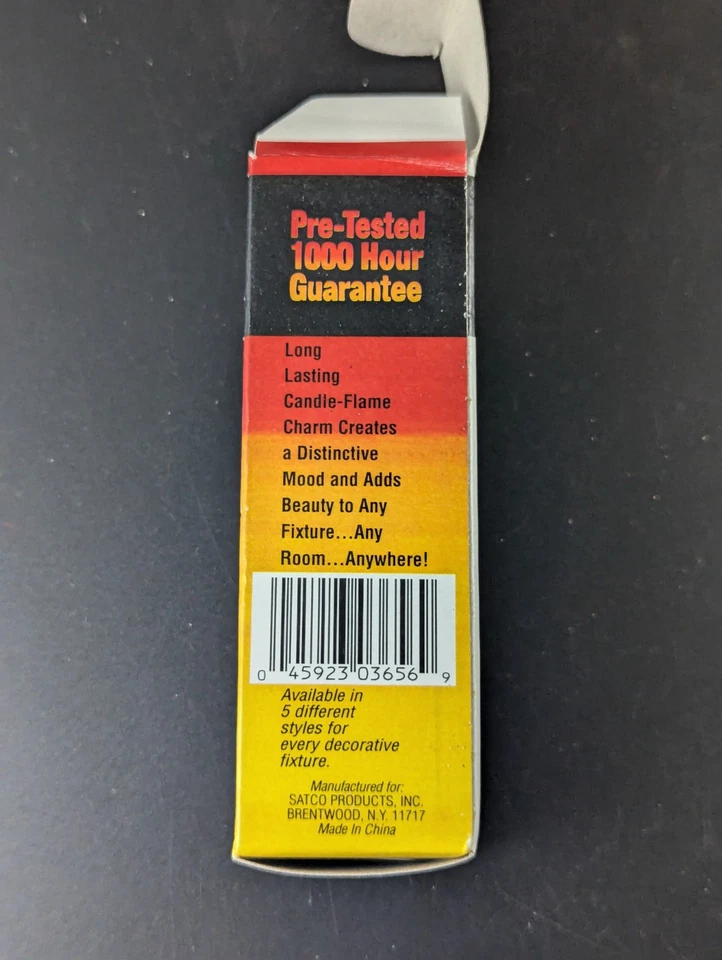 Pre-Tested
1000 Hour
Guarantee
Long
Lasting
Candle-Flame
Charm Creates
a Distinctive
Mood and Adds
Beauty to Any
Fixture...Any
Room...Anywhere!
0 45923 03656 9
Available in
5 different
styles for
every decorative
fixture.
Manufactured for:
SATCO PRODUCTS, INC.
BRENTWOOD, N.Y. 11717
Made In China